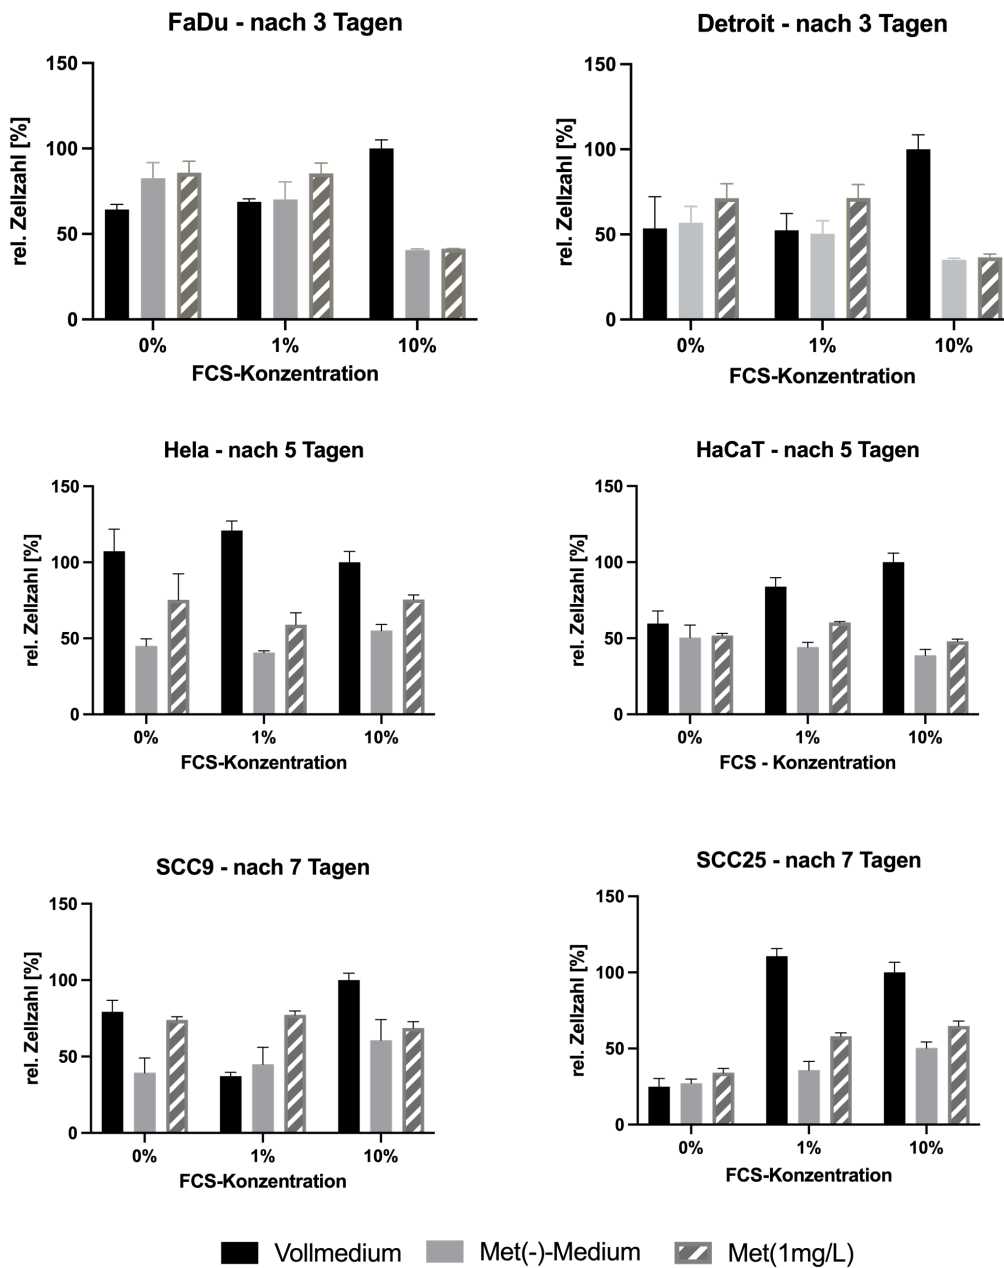 FaDu - nach 3 Tagen
150
100
50
0
rel. Zellzahl [%]
0% 1% 10%
FCS-Konzentration
Detroit - nach 3 Tagen
150
100
50
0
rel. Zellzahl [%]
0% 1% 10%
FCS-Konzentration
Hela - nach 5 Tagen
150
100
50
0
rel. Zellzahl [%]
0% 1% 10%
FCS-Konzentration
HaCaT - nach 5 Tagen
150
100
50
0
rel. Zellzahl [%]
0% 1% 10%
FCS - Konzentration
SCC9 - nach 7 Tagen
150
100
50
0
rel. Zellzahl [%]
0% 1% 10%
FCS-Konzentration
SCC25 - nach 7 Tagen
150
100
50
0
rel. Zellzahl [%]
0% 1% 10%
FCS-Konzentration
Vollmedium Met(-)-Medium Met(1mg/L)